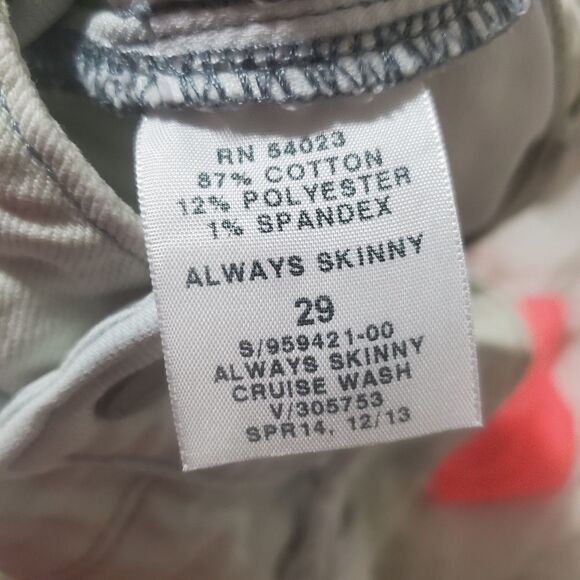 RN 54023
87% COTTON
12% POLYESTER
1% SPANDEX
ALWAYS SKINNY
29
S/959421-00
ALWAYS SKINNY
CRUISE WASH
V/305753
SPR14, 12/13